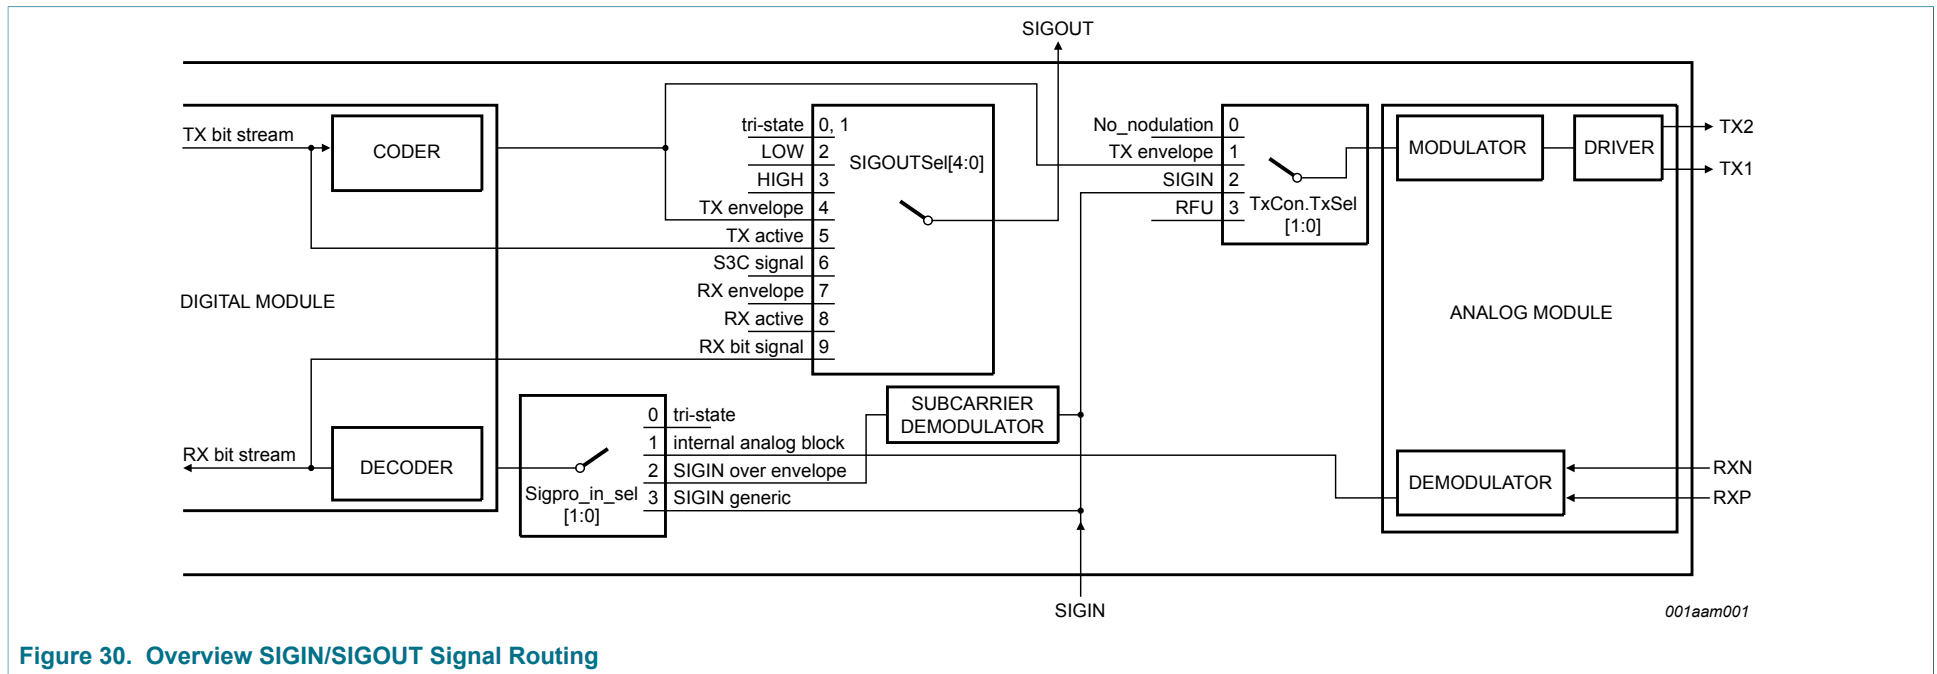 SIGOUT
TX bit stream
CODER
tri-state 0, 1
LOW 2
HIGH 3
TX envelope 4
TX active 5
S3C signal 6
RX envelope 7
RX active 8
RX bit signal 9
SIGOUTSel[4:0]
No_nodulation 0
TX envelope 1
SIGIN 2
RFU 3
TxCon.TxSel
[1:0]
MODULATOR
DRIVER
TX2
TX1
DIGITAL MODULE
ANALOG MODULE
RX bit stream
DECODER
Sigpro_in_sel
[1:0]
0 tri-state
1 internal analog block
2 SIGIN over envelope
3 SIGIN generic
SUBCARRIER
DEMODULATOR
DEMODULATOR
RXN
RXP
SIGIN
001aam001
Figure 30. Overview SIGIN/SIGOUT Signal Routing